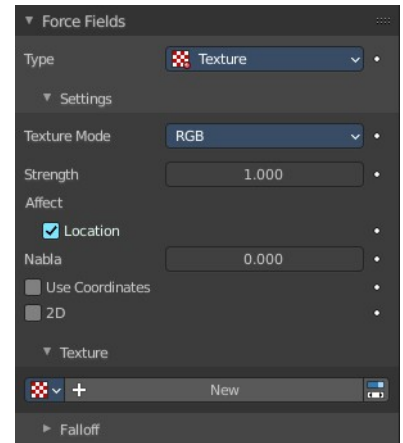 Force Fields
Type Texture
Settings
Texture Mode RGB
Strength 1.000
Affect
Location
Nabla 0.000
Use Coordinates
2D
Texture
New
Falloff